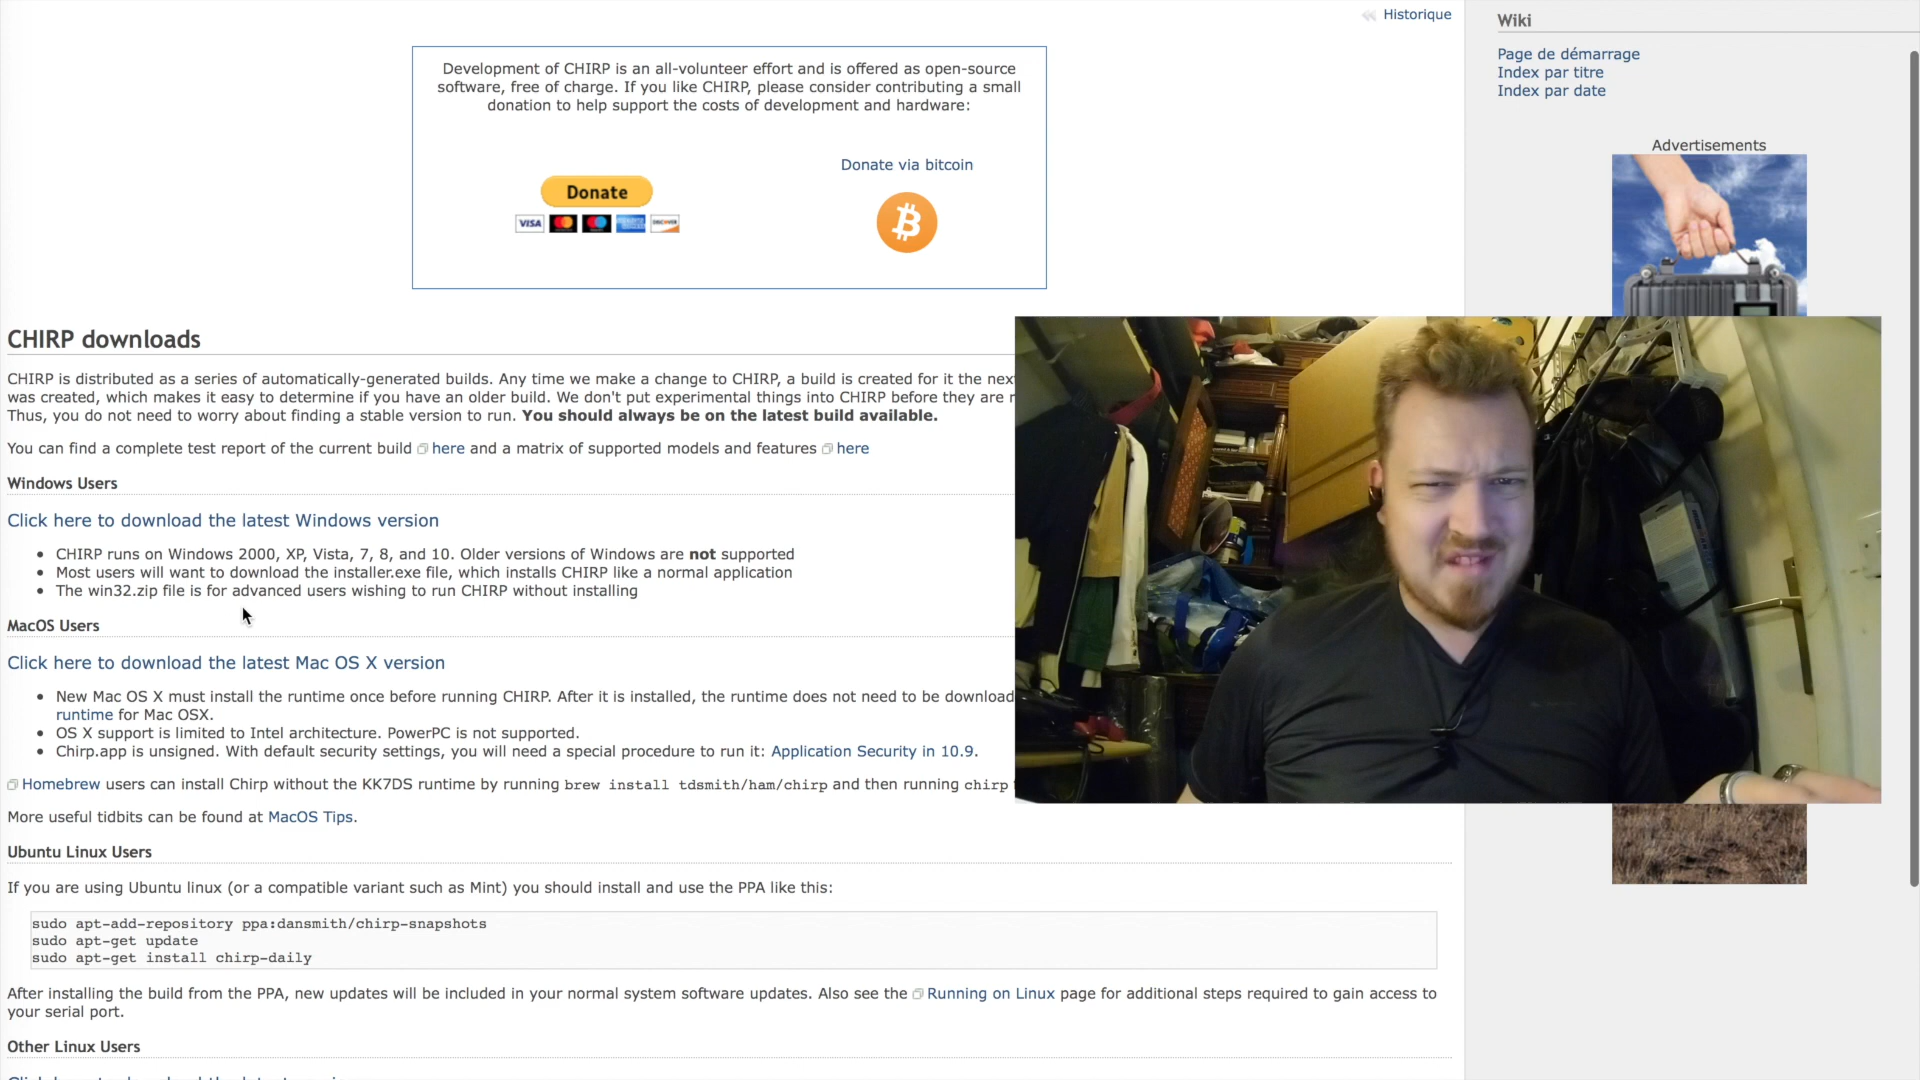 Historique
Wiki
Page de démarrage
Index par titre
Index par date
Advertisements
Development of CHIRP is an all-volunteer effort and is offered as open-source
software, free of charge. If you like CHIRP, please consider contributing a small
donation to help support the costs of development and hardware:
Donate
VISA
DISCOVER
Donate via bitcoin
CHIRP downloads
CHIRP is distributed as a series of automatically-generated builds. Any time we make a change to CHIRP, a build is created for it the nex
was created, which makes it easy to determine if you have an older build. We don't put experimental things into CHIRP before they are r
Thus, you do not need to worry about finding a stable version to run. You should always be on the latest build available.
You can find a complete test report of the current build here and a matrix of supported models and features here
Windows Users
Click here to download the latest Windows version
CHIRP runs on Windows 2000, XP, Vista, 7, 8, and 10. Older versions of Windows are not supported
Most users will want to download the installer.exe file, which installs CHIRP like a normal application
The win32.zip file is for advanced users wishing to run CHIRP without installing
MacOS Users
Click here to download the latest Mac OS X version
New Mac OS X must install the runtime once before running CHIRP. After it is installed, the runtime does not need to be download
runtime for Mac OSX.
OS X support is limited to Intel architecture. PowerPC is not supported.
Chirp.app is unsigned. With default security settings, you will need a special procedure to run it: Application Security in 10.9.
Homebrew users can install Chirp without the KK7DS runtime by running brew install tdsmith/ham/chirp and then running chirp
More useful tidbits can be found at MacOS Tips.
Ubuntu Linux Users
If you are using Ubuntu linux (or a compatible variant such as Mint) you should install and use the PPA like this:
sudo apt-add-repository ppa:dansmith/chirp-snapshots
sudo apt-get update
sudo apt-get install chirp-daily
After installing the build from the PPA, new updates will be included in your normal system software updates. Also see the Running on Linux page for additional steps required to gain access to
your serial port.
Other Linux Users